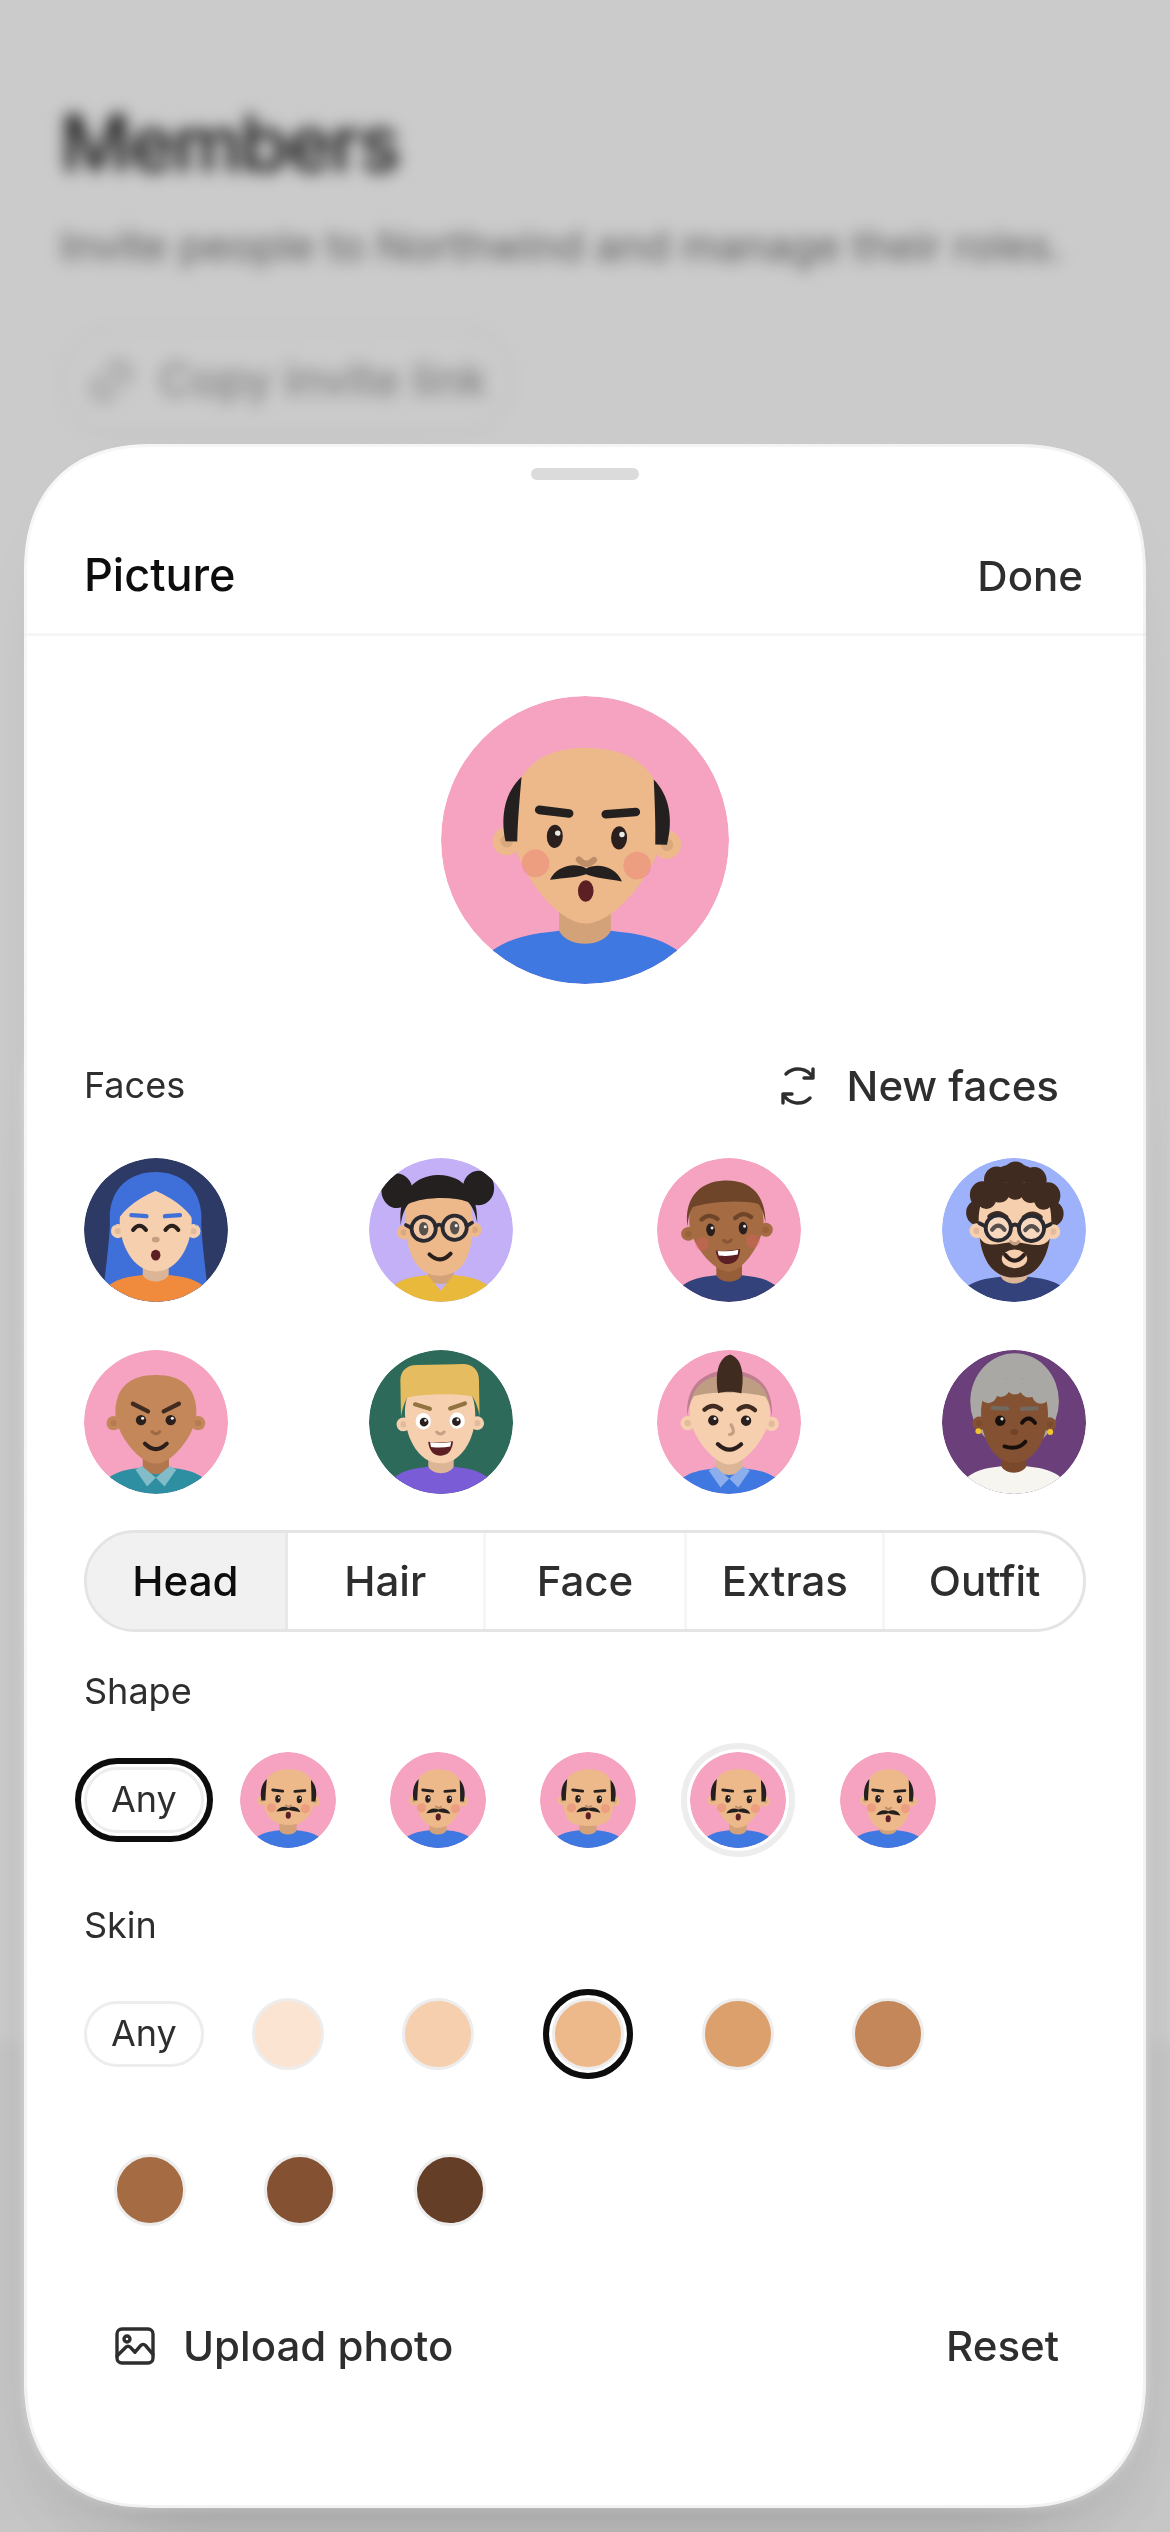 Members
Invite people to Northwind and manage their roles.
Copy invite link
Picture
Done
Faces
New faces
Head
Hair
Face
Extras
Outfit
Shape
Any
Skin
Any
Upload photo
Reset